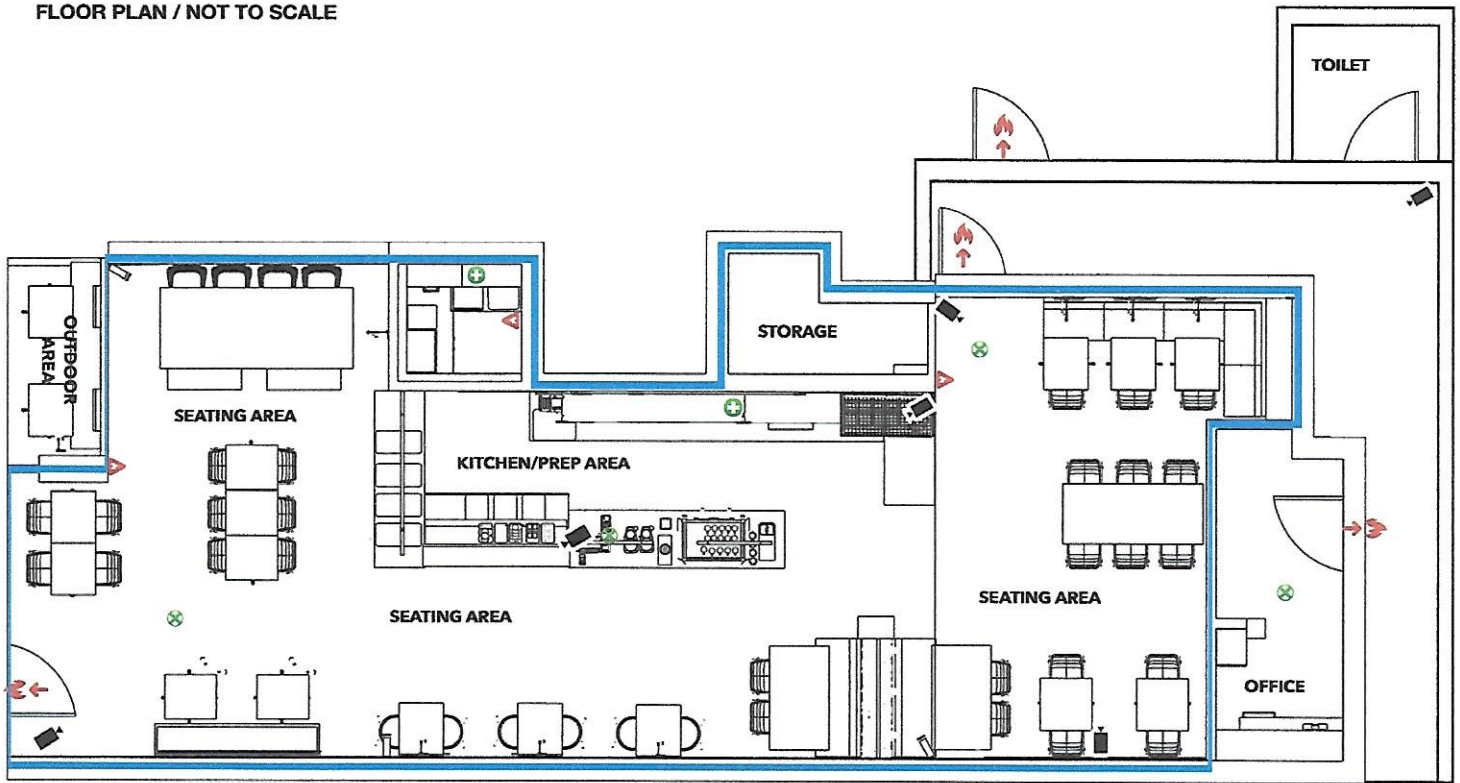 FLOOR PLAN / NOT TO SCALE
TOILET
OUTDOOR
AREA
STORAGE
SEATING AREA
KITCHEN/PREP AREA
SEATING AREA
SEATING AREA
OFFICE